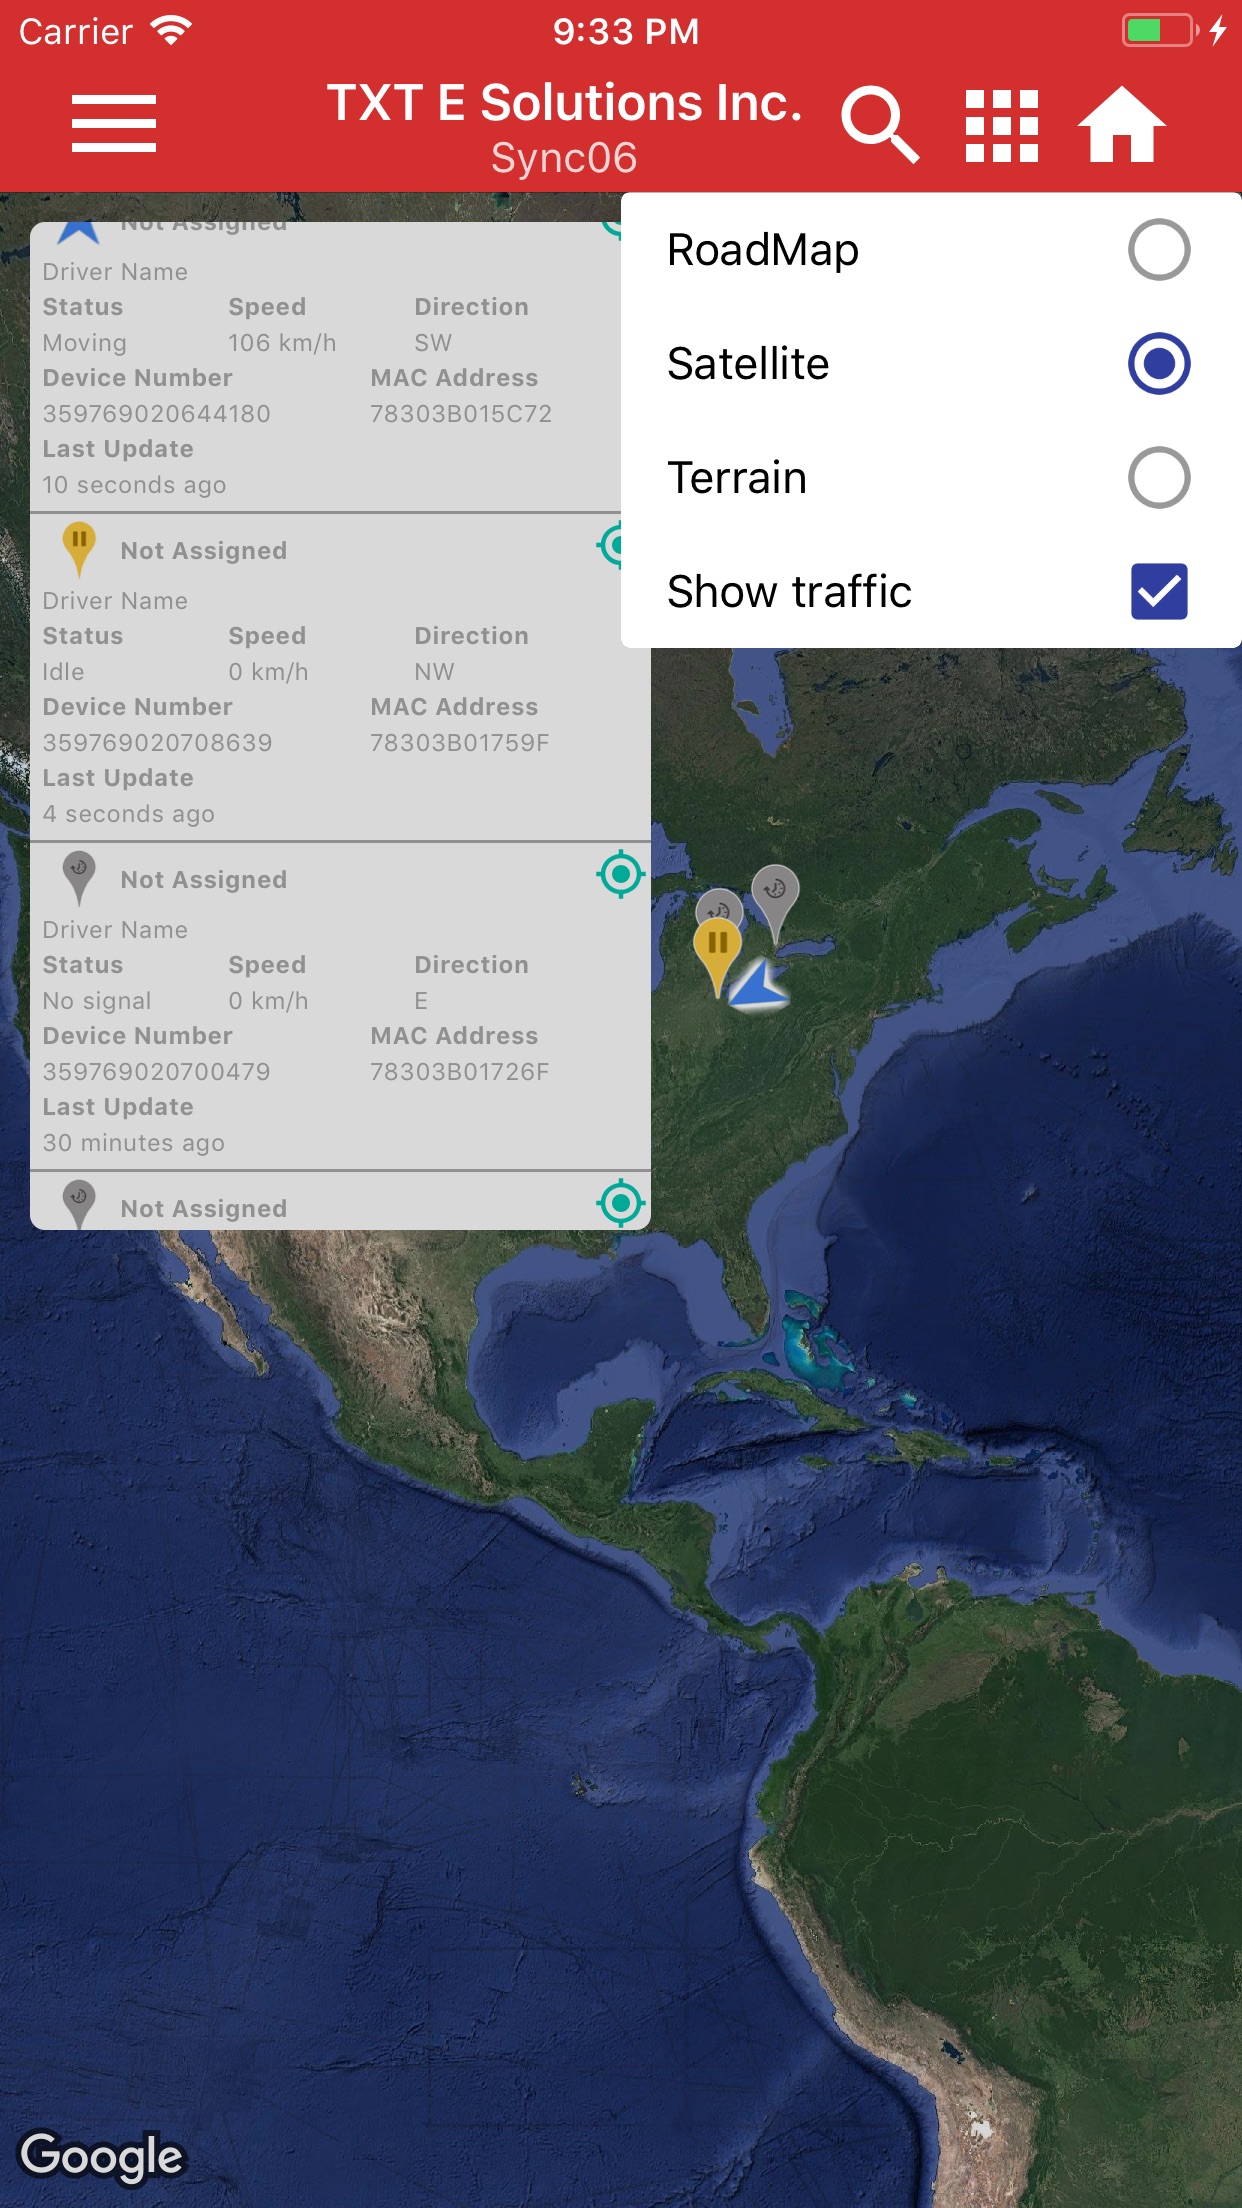 Carrier 9:33 PM
TXT E Solutions Inc.
Sync06
RoadMap
Satellite
Terrain
Show traffic
Not Assigned
Driver Name
Status Speed Direction
Moving 106 km/h SW
Device Number MAC Address
359769020644180 78303B015C72
Last Update
10 seconds ago
Not Assigned
Driver Name
Status Speed Direction
Idle 0 km/h NW
Device Number MAC Address
359769020708639 78303B01759F
Last Update
4 seconds ago
Not Assigned
Driver Name
Status Speed Direction
No signal 0 km/h E
Device Number MAC Address
359769020700479 78303B01726F
Last Update
30 minutes ago
Not Assigned
Google